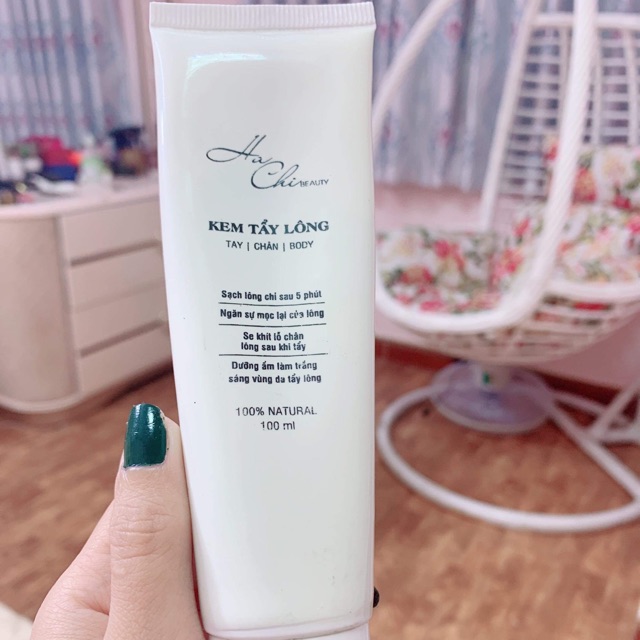 Ha
Chi BEAUTY
KEM TẨY LÔNG
TAY | CHÂN | BODY
Sạch lông chỉ sau 5 phút
Ngăn sự mọc lại của lông
Se khít lỗ chân
lông sau khi tẩy
Dưỡng ẩm làm trắng
sáng vùng da tẩy lông
100% NATURAL
100 ml